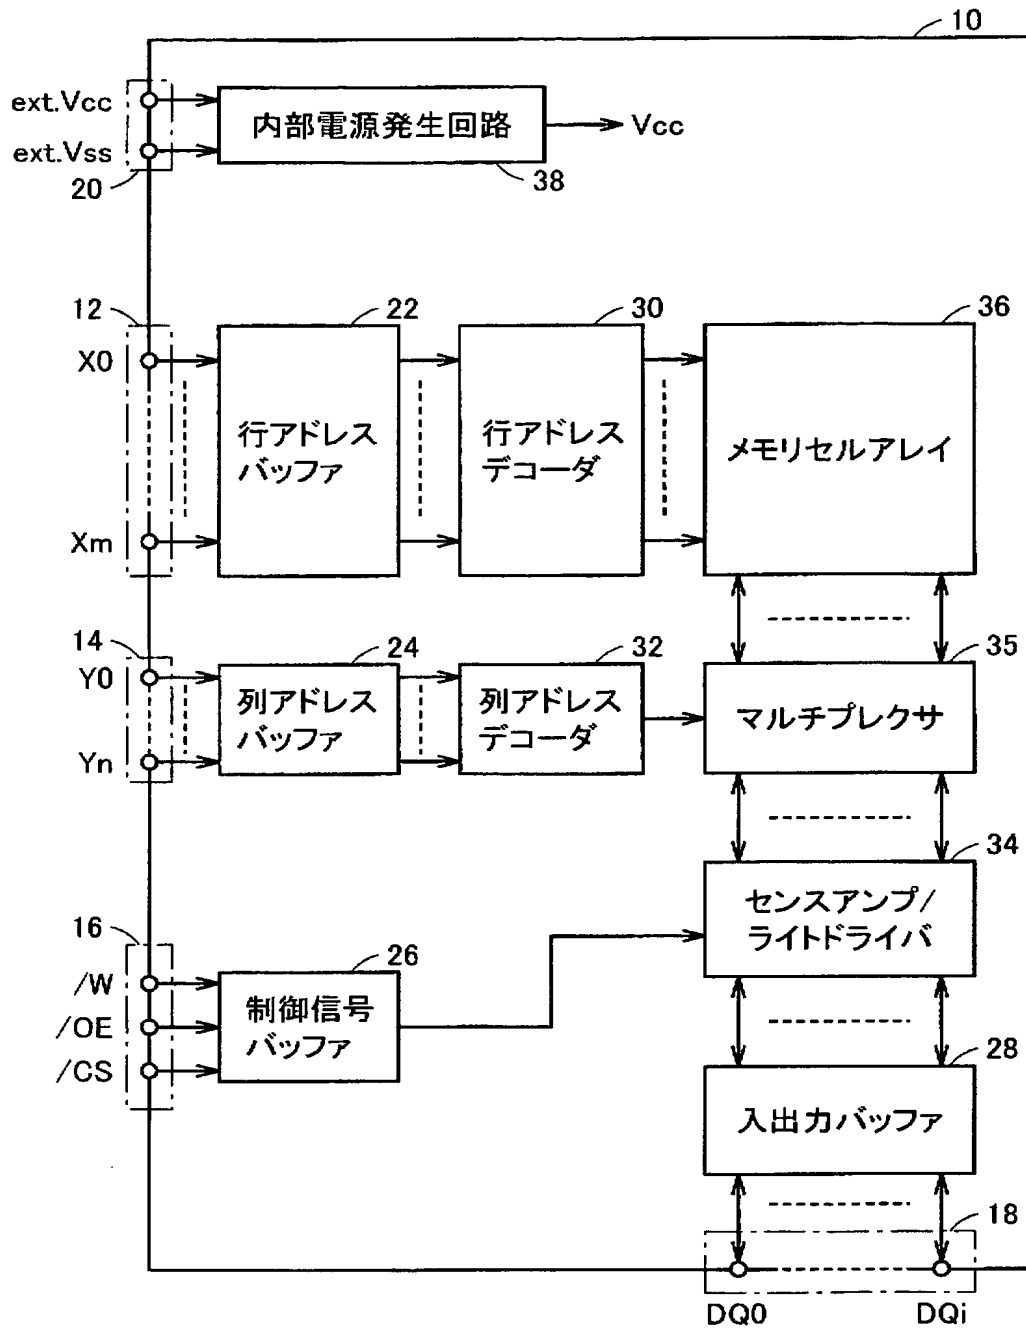 10
ext.Vcc
内部電源発生回路
Vcc
ext.Vss
20
38
12
22
30
36
X0
行アドレス
バッファ
行アドレス
デコーダ
メモリセルアレイ
Xm
14
24
32
35
Y0
列アドレス
バッファ
列アドレス
デコーダ
マルチプレクサ
Yn
34
センスアンプ/
ライトドライバ
16
26
/W
制御信号
バッファ
/OE
/CS
28
入出力バッファ
18
DQ0
DQi